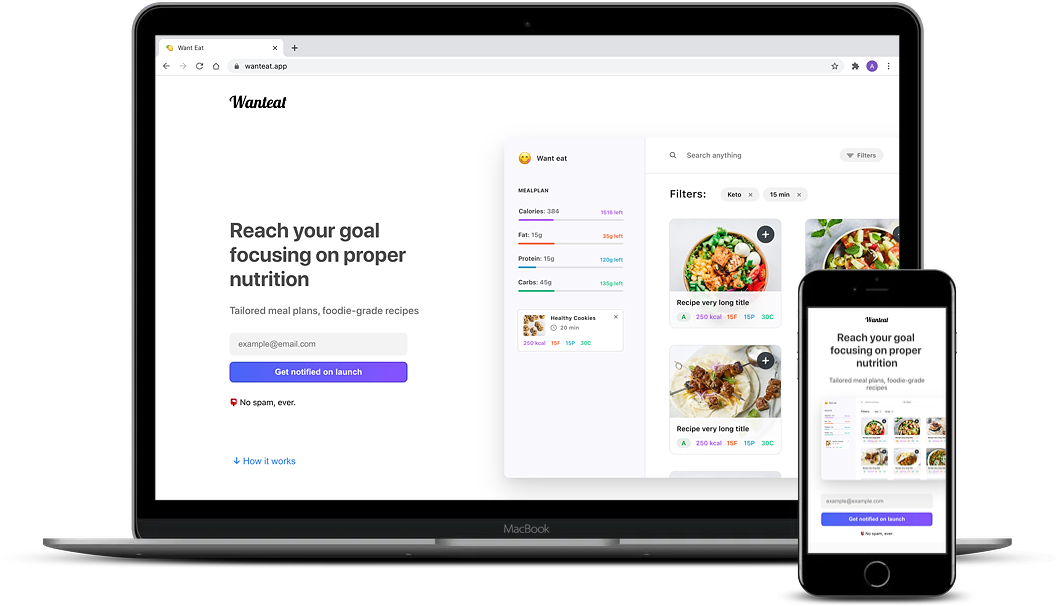 Want Eat
wanteat.app
A
Wanteat
Reach your goal
focusing on proper
nutrition
Tailored meal plans, foodie-grade recipes
example@email.com
Get notified on launch
No spam, ever.
↓ How it works
Want eat
MEALPLAN
Calories: 384
1516 left
Fat: 15g
35g left
Protein: 15g
120g left
Carbs: 45g
135g left
Healthy Cookies
20 min
250 kcal 15F 15P 30C
Search anything
Filters
Filters:
Keto
15 min
Recipe very long title
A 250 kcal 15F 15P 30C
Recipe very long title
A 250 kcal 15F 15P 30C
MacBook
Wanteat
Reach your goal
focusing on proper
nutrition
Tailored meal plans, foodie-grade
recipes
example@email.com
Get notified on launch
No spam, ever.